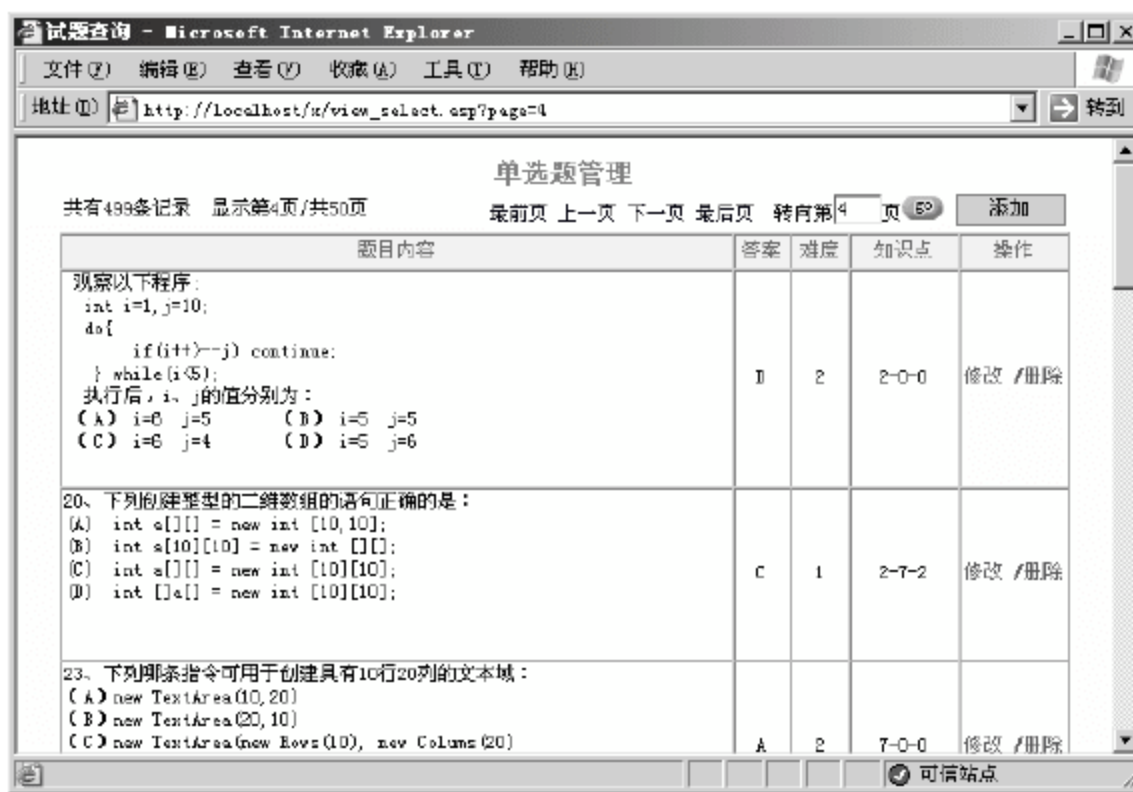 试题查询 - Microsoft Internet Explorer
文件(F) 编辑(E) 查看(V) 收藏(A) 工具(T) 帮助(H)
地址(D) http://localhost/x/view_select.asp?page=4 转到
单选题管理
共有499条记录 显示第4页/共50页 最前页 上一页 下一页 最后页 转向第4 页 GO 添加
题目内容 答案 难度 知识点 操作
观察以下程序:
int i=1,j=10;
do{
if(i++>--j) continue;
} while(i<5);
执行后,i、j的值分别为:
(A) i=6 j=5 (B) i=5 j=5
(C) i=6 j=4 (D) i=5 j=6
D 2 2-0-0 修改 /删除
20、下列创建整型的二维数组的语句正确的是:
(A) int a[][] = new int [10,10];
(B) int a[10][10] = new int [][];
(C) int a[][] = new int [10][10];
(D) int []a[] = new int [10][10];
C 1 2-7-2 修改 /删除
23、下列哪条指令可用于创建具有10行20列的文本域:
(A)new TextArea(10,20)
(B)new TextArea(20,10)
(C)new TextArea(new Rows(10), new Colums(20)
A 2 7-0-0 修改 /删除
可信站点